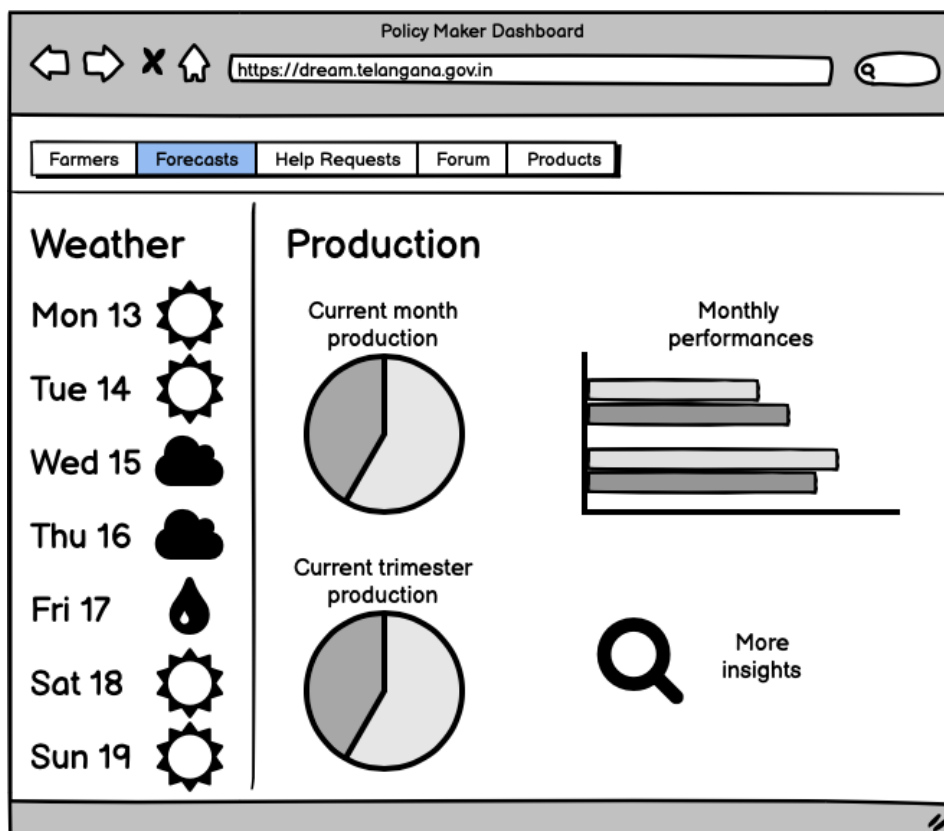 Policy Maker Dashboard
https://dream.telangana.gov.in
Farmers Forecasts Help Requests Forum Products
Weather
Mon 13
Tue 14
Wed 15
Thu 16
Fri 17
Sat 18
Sun 19
Production
Current month
production
Monthly
performances
Current trimester
production
More
insights